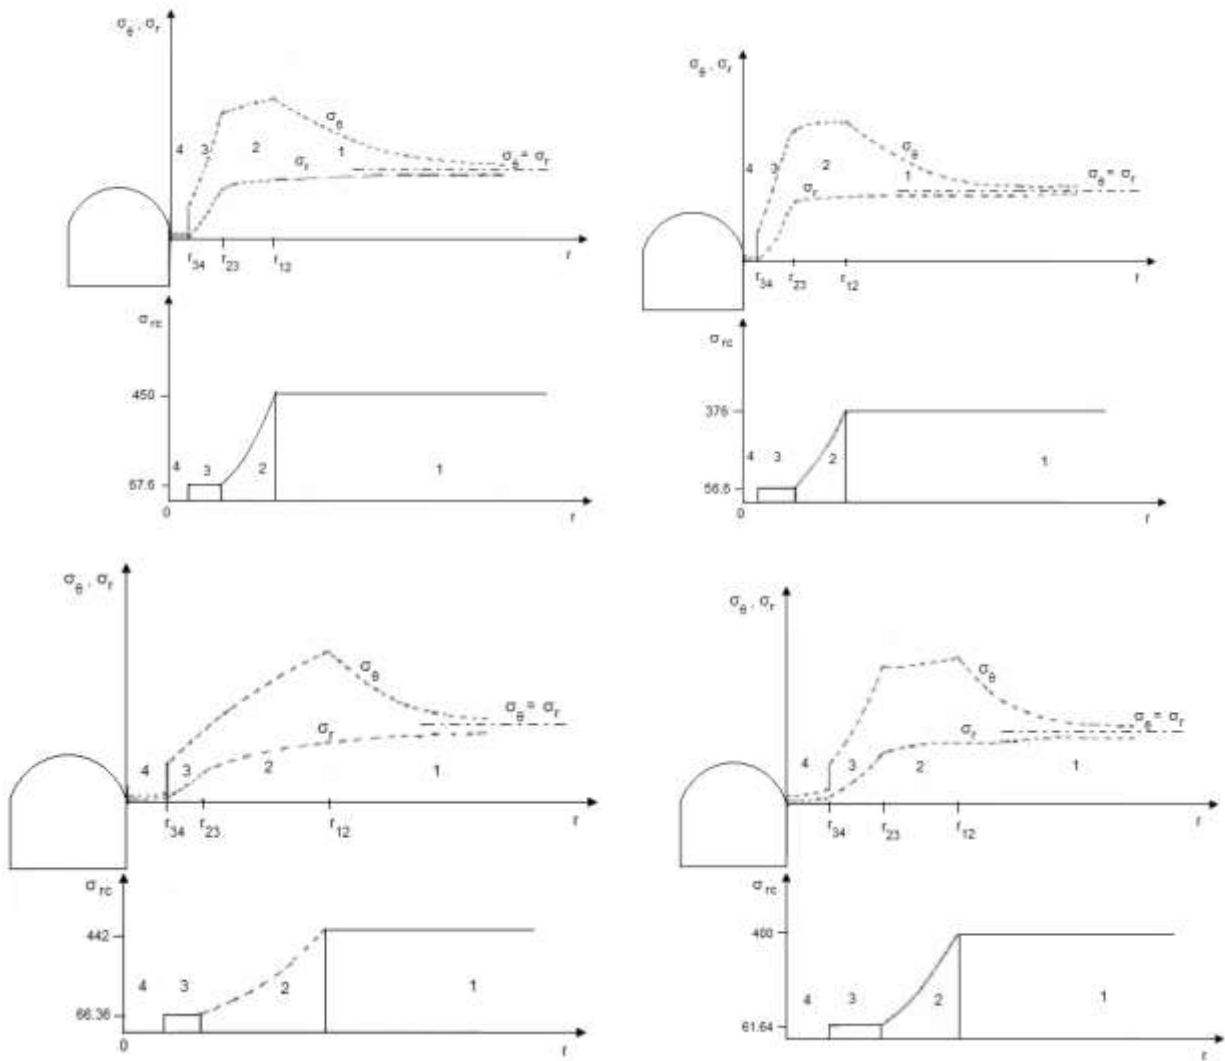 σθ , σr
σθ
4 3 2 1
σr
σθ = σr
r34 r23 r12 r
σrc
450
4 3 2 1
67.6
0 r
σθ , σr
σθ
4 3 2 1
σr
σθ = σr
r34 r23 r12 r
σrc
376
4 3 2 1
56.5
0 r
σθ , σr
σθ
σθ = σr
σr
4 3 2 1
r34 r23 r12 r
σrc
442
4 3 2 1
66.36
0 r
σθ , σr
σθ
σr
σθ = σr
4 3 2 1
r34 r23 r12 r
σrc
400
4 3 2 1
61.64
r